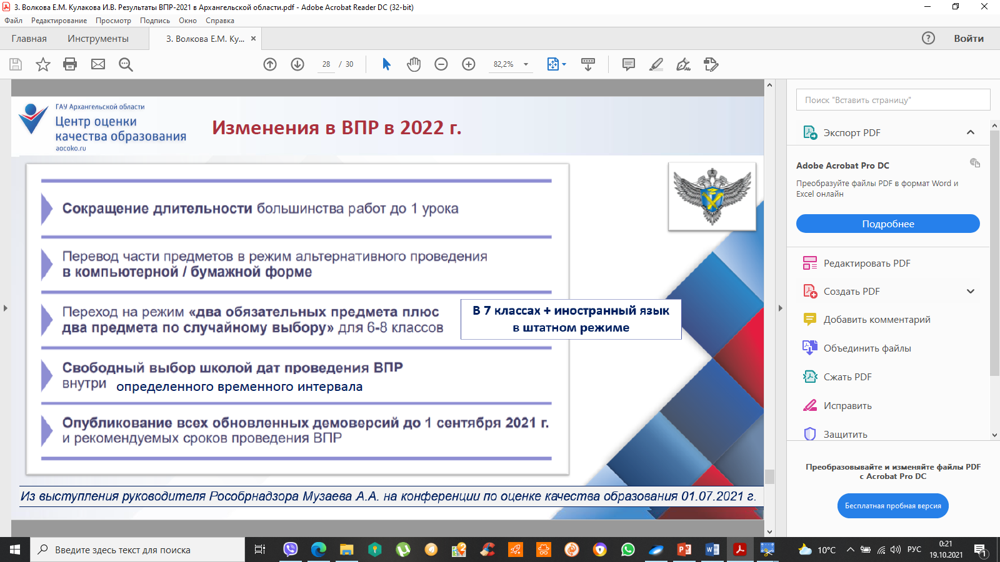 3. Волкова Е.М. Кулакова И.В. Результаты ВПР-2021 в Архангельской области.pdf - Adobe Acrobat Reader DC (32-bit)
Файл Редактирование Просмотр Подпись Окно Справка
Главная Инструменты 3. Волкова Е.М. Ку... × Войти
28 / 30 82,2%
ГАУ Архангельской области
Центр оценки
качества образования
aocoko.ru
Изменения в ВПР в 2022 г.
Сокращение длительности большинства работ до 1 урока
Перевод части предметов в режим альтернативного проведения
в компьютерной / бумажной форме
Переход на режим «два обязательных предмета плюс
два предмета по случайному выбору» для 6-8 классов
В 7 классах + иностранный язык
в штатном режиме
Свободный выбор школой дат проведения ВПР
внутри определенного временного интервала
Опубликование всех обновленных демоверсий до 1 сентября 2021 г.
и рекомендуемых сроков проведения ВПР
Из выступления руководителя Рособрнадзора Музаева А.А. на конференции по оценке качества образования 01.07.2021 г.
Поиск "Вставить страницу"
Экспорт PDF
Adobe Acrobat Pro DC
Преобразуйте файлы PDF в формат Word и
Excel онлайн
Подробнее
Редактировать PDF
Создать PDF
Добавить комментарий
Объединить файлы
Сжать PDF
Исправить
Защитить
Преобразовывайте и изменяйте файлы PDF
с Acrobat Pro DC
Бесплатная пробная версия
Введите здесь текст для поиска
10°C РУС
0:21
19.10.2021
1